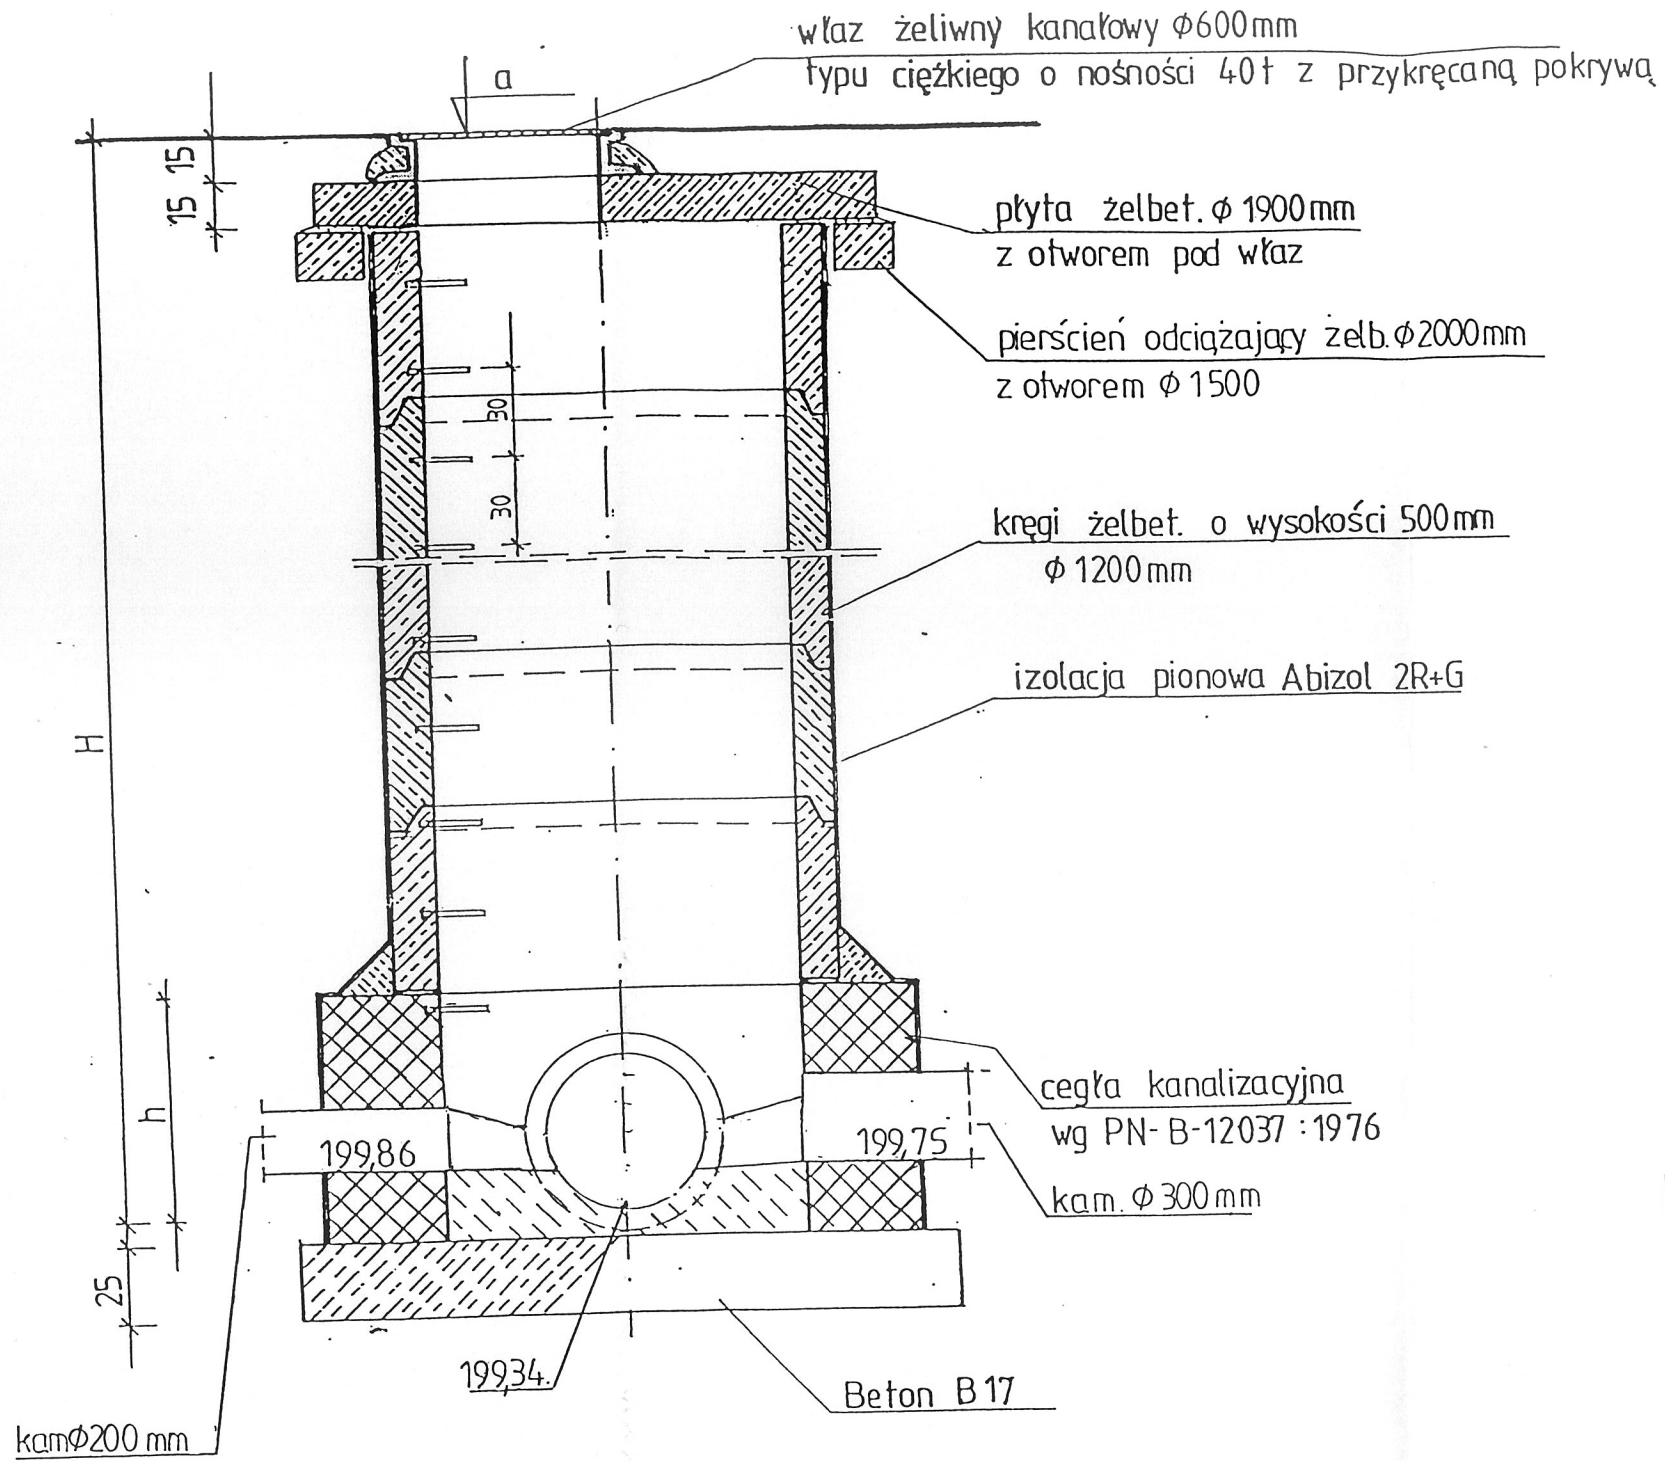 właz żeliwny kanałowy ϕ600mm
typu ciężkiego o nośności 40t z przykręcaną pokrywą
a
15
15
płyta żelbet. ϕ 1900mm
z otworem pod właz
pierścień odciążający żelb. ϕ2000mm
z otworem ϕ 1500
30
30
kręgi żelbet. o wysokości 500mm
ϕ 1200mm
izolacja pionowa Abizol 2R+G
H
h
cegła kanalizacyjna
wg PN-B-12037:1976
199,86
199,75
kam. ϕ 300mm
25
199,34.
Beton B17
kamϕ200mm